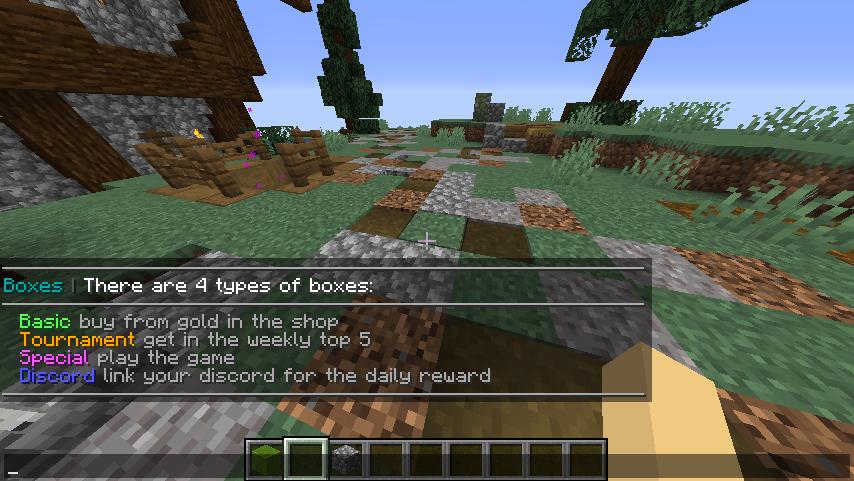 Boxes | There are 4 types of boxes:
Basic buy from gold in the shop
Tournament get in the weekly top 5
Special play the game
Discord link your discord for the daily reward
_